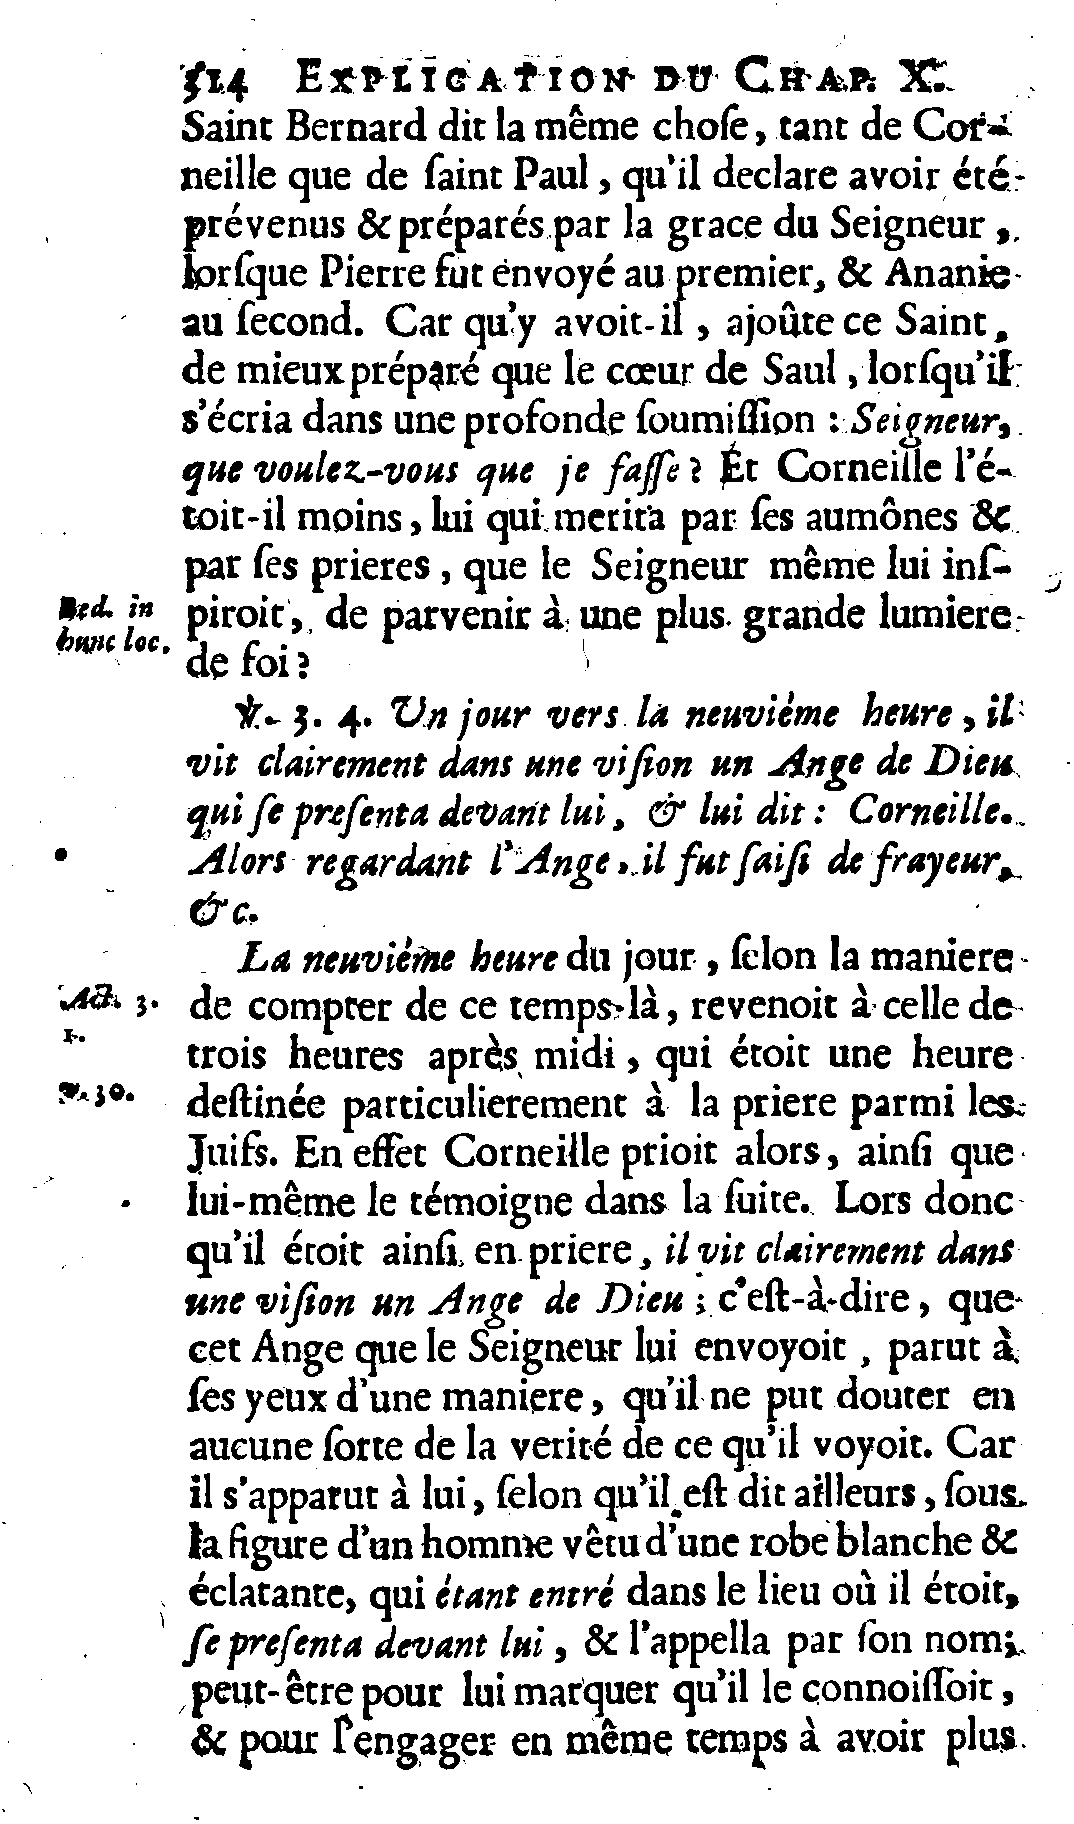 314 EXPLICATION DU CHAP. X.
Saint Bernard dit la même choſe, tant de Cor-
neille que de ſaint Paul, qu'il declare avoir été
prévenus & préparés par la grace du Seigneur,
lorſque Pierre fut envoyé au premier, & Ananie
au ſecond. Car qu'y avoit-il, ajoûte ce Saint,
de mieux préparé que le cœur de Saul, lorſqu'il
s'écria dans une profonde ſoumiſſion : Seigneur,
que voulez-vous que je faſſe ? Et Corneille l'é-
toit-il moins, lui qui merita par ſes aumônes &
par ſes prieres, que le Seigneur même lui inſ-
Bed. in
hunc loc.
piroit, de parvenir à une plus grande lumiere
de foi ?
℣. 3. 4. Un jour vers la neuviéme heure, il
vit clairement dans une viſion un Ange de Dieu
qui ſe preſenta devant lui, & lui dit : Corneille.
Alors regardant l'Ange, il fut ſaiſi de frayeur,
&c.
La neuviéme heure du jour, ſelon la maniere
Act. 3.
1.
de compter de ce temps-là, revenoit à celle de
trois heures après midi, qui étoit une heure
℣. 30.
deſtinée particulierement à la priere parmi les
Juifs. En effet Corneille prioit alors, ainſi que
lui-même le témoigne dans la ſuite. Lors donc
qu'il étoit ainſi en priere, il vit clairement dans
une viſion un Ange de Dieu ; c'eſt-à-dire, que
cet Ange que le Seigneur lui envoyoit, parut à
ſes yeux d'une maniere, qu'il ne put douter en
aucune ſorte de la verité de ce qu'il voyoit. Car
il s'apparut à lui, ſelon qu'il eſt dit ailleurs, ſous
la figure d'un homme vêtu d'une robe blanche &
éclatante, qui étant entré dans le lieu où il étoit,
ſe preſenta devant lui, & l'appella par ſon nom ;
peut-être pour lui marquer qu'il le connoiſſoit,
& pour l'engager en même temps à avoir plus